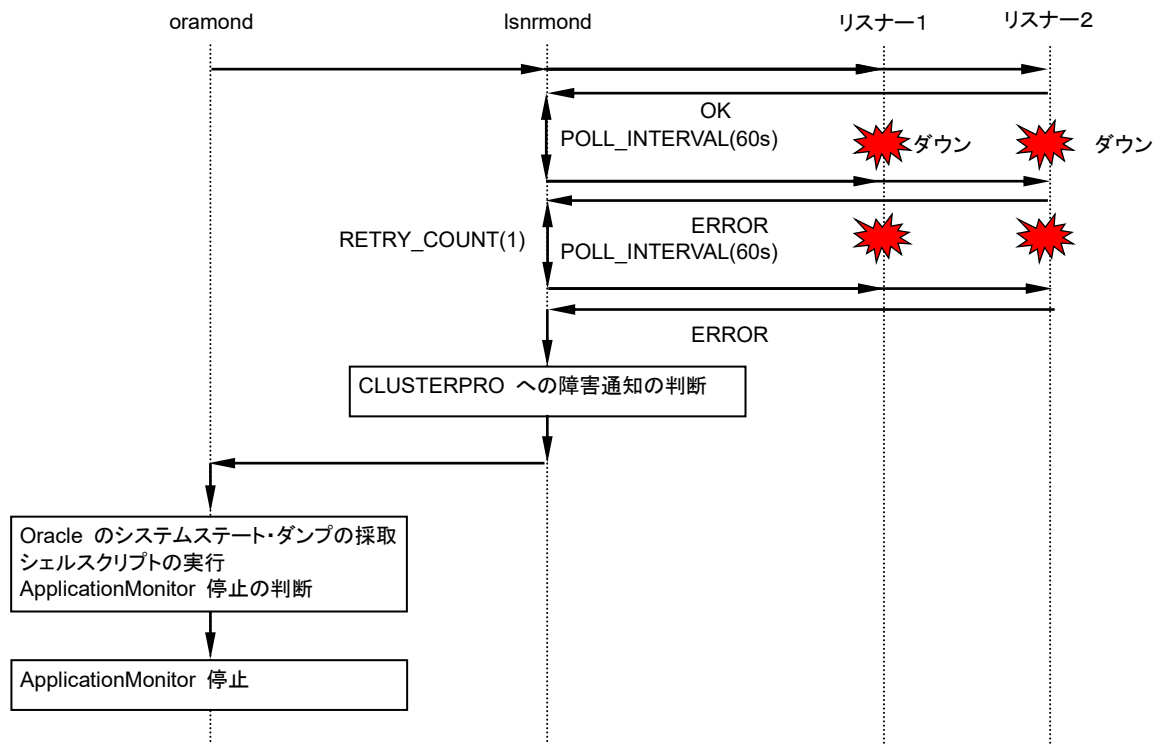 oramond
lsnrmond
リスナー1
リスナー2
OK
POLL_INTERVAL(60s)
ダウン
ダウン
RETRY_COUNT(1)
ERROR
POLL_INTERVAL(60s)
ERROR
CLUSTERPRO への障害通知の判断
Oracle のシステムステート・ダンプの採取
シェルスクリプトの実行
ApplicationMonitor 停止の判断
ApplicationMonitor 停止